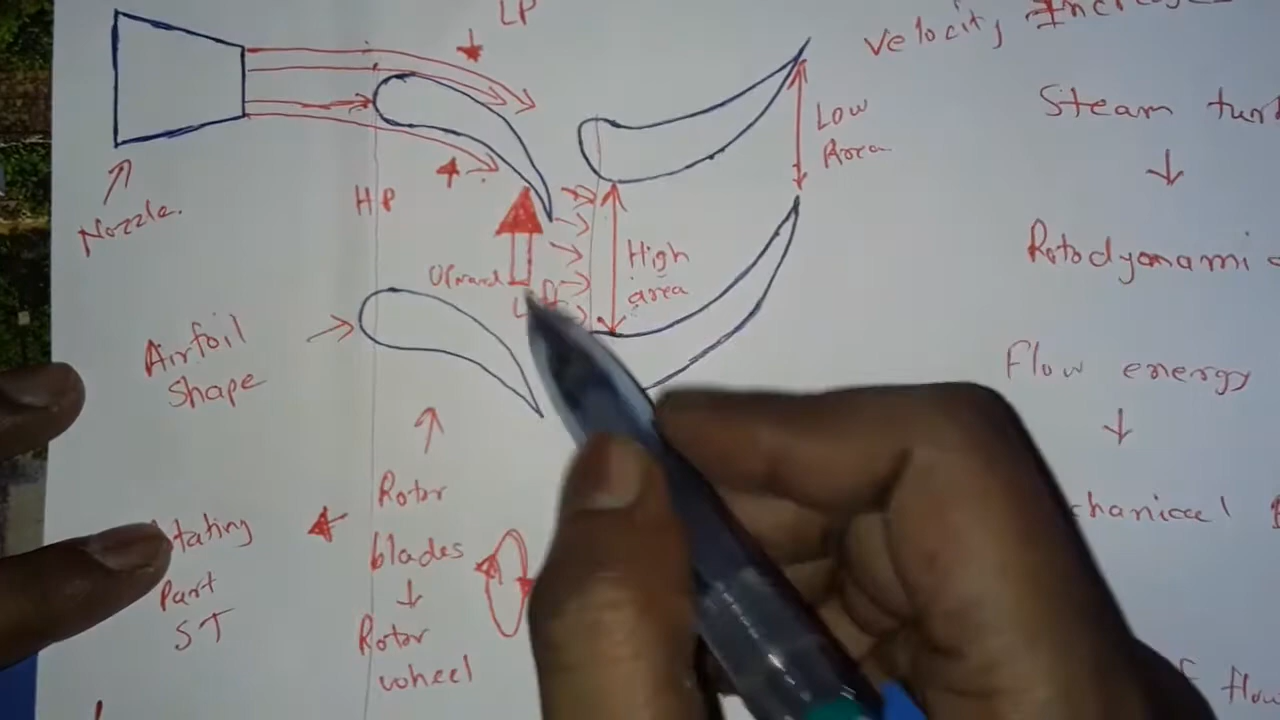 LP
Velocity
Steam
Low
Area
Nozzle.
HP
High
area
Upward
Airfoil
Shape
Flow energy
Rotor
blades
Rotor
wheel
Part
ST